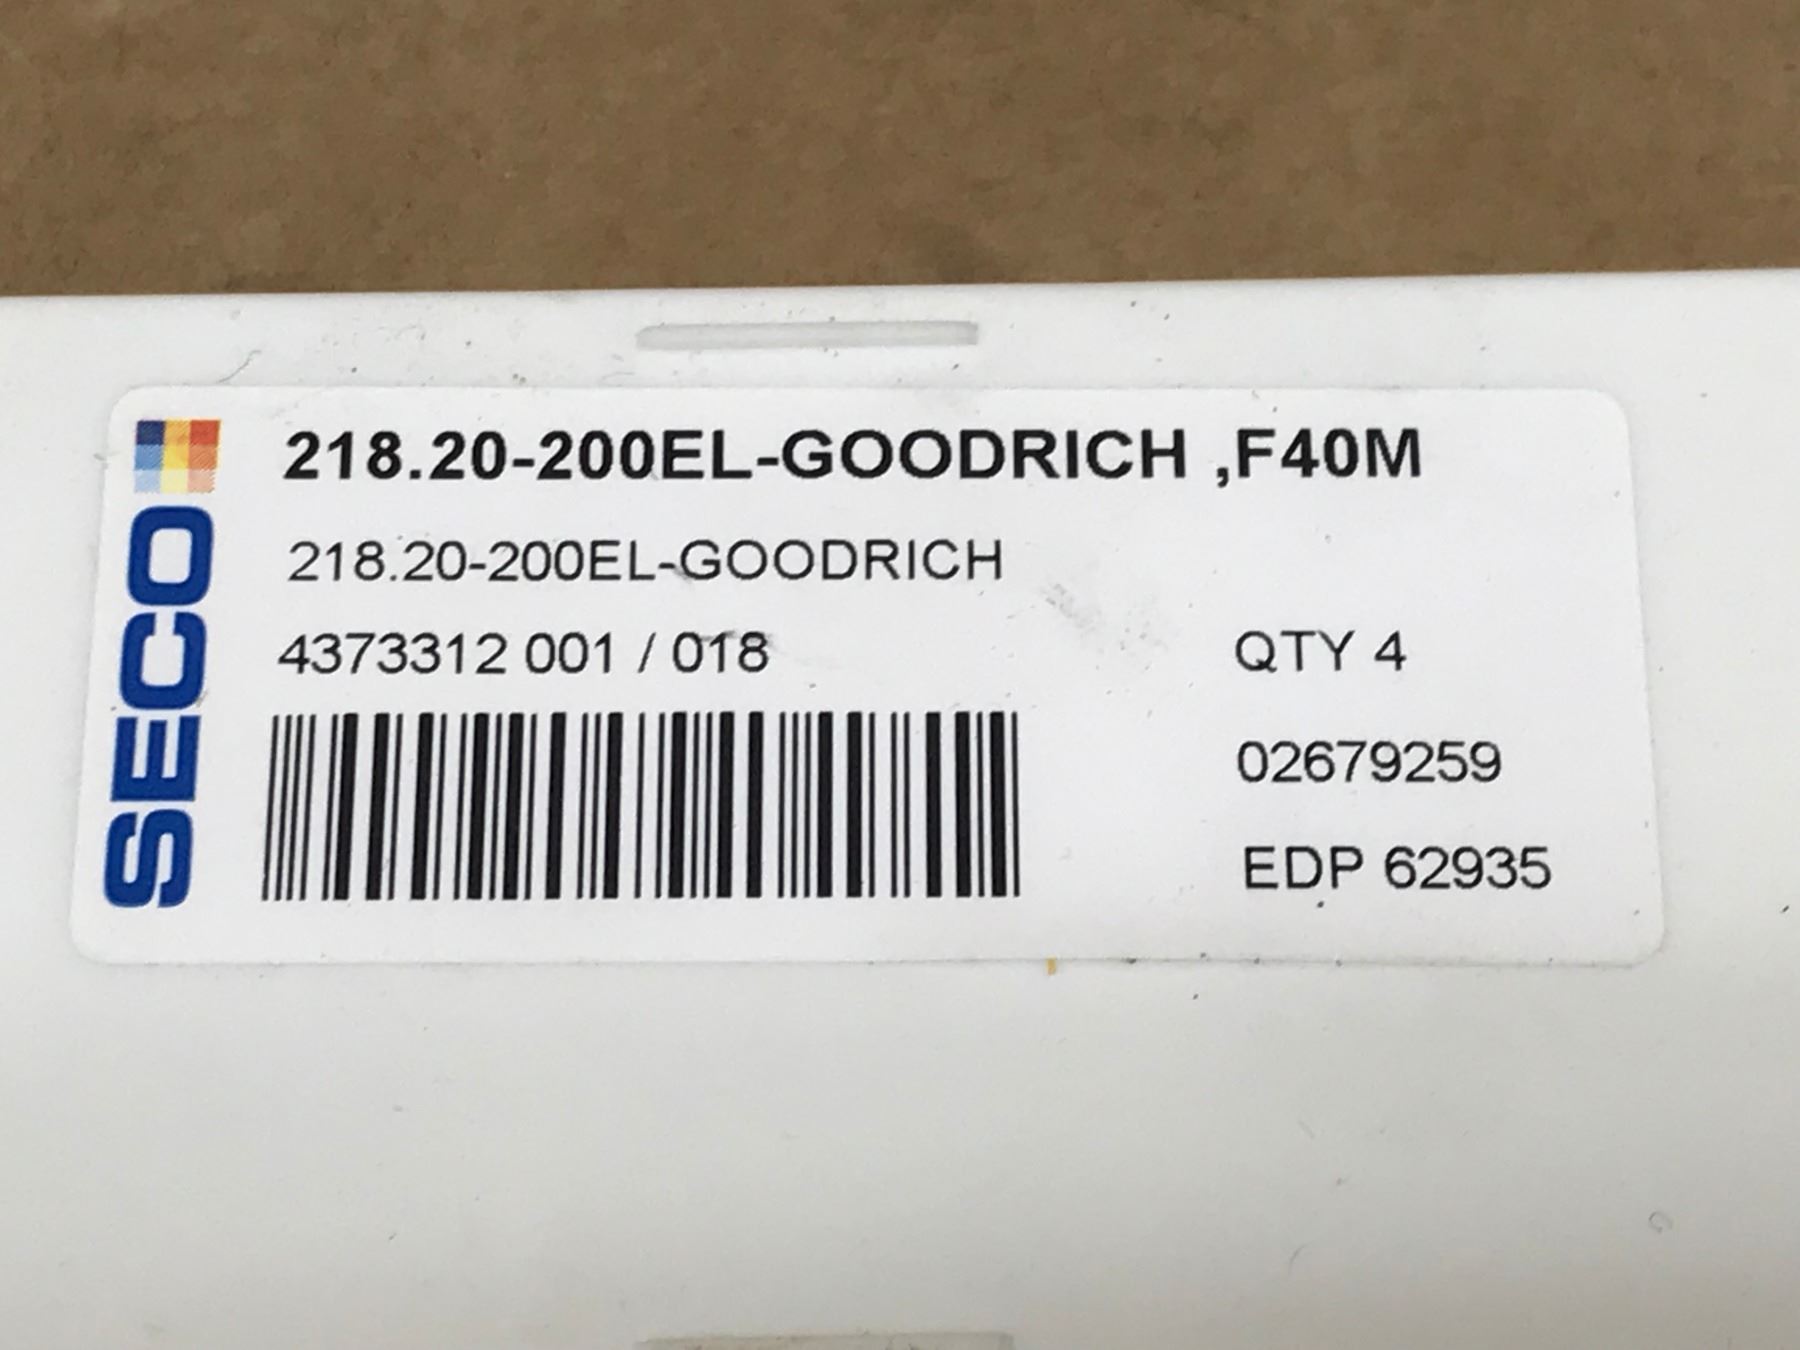 SECO
218.20-200EL-GOODRICH ,F40M
218.20-200EL-GOODRICH
4373312 001 / 018
QTY 4
02679259
EDP 62935